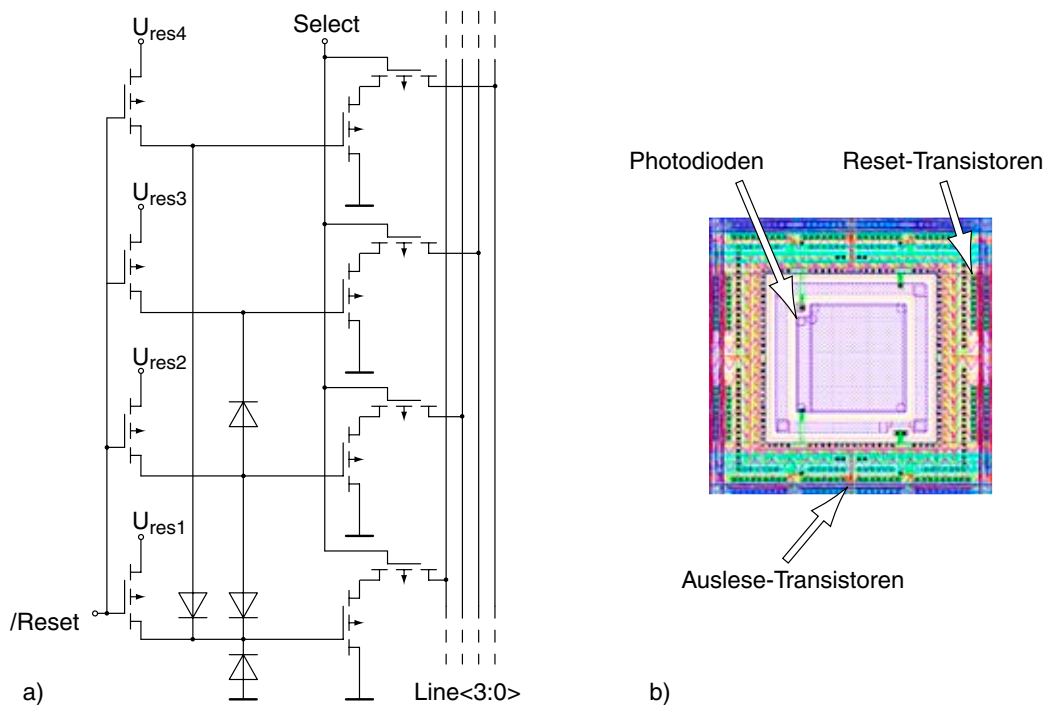 U_res4
Select
U_res3
U_res2
U_res1
/Reset
Line<3:0>
a)
Photodioden
Reset-Transistoren
Auslese-Transistoren
b)